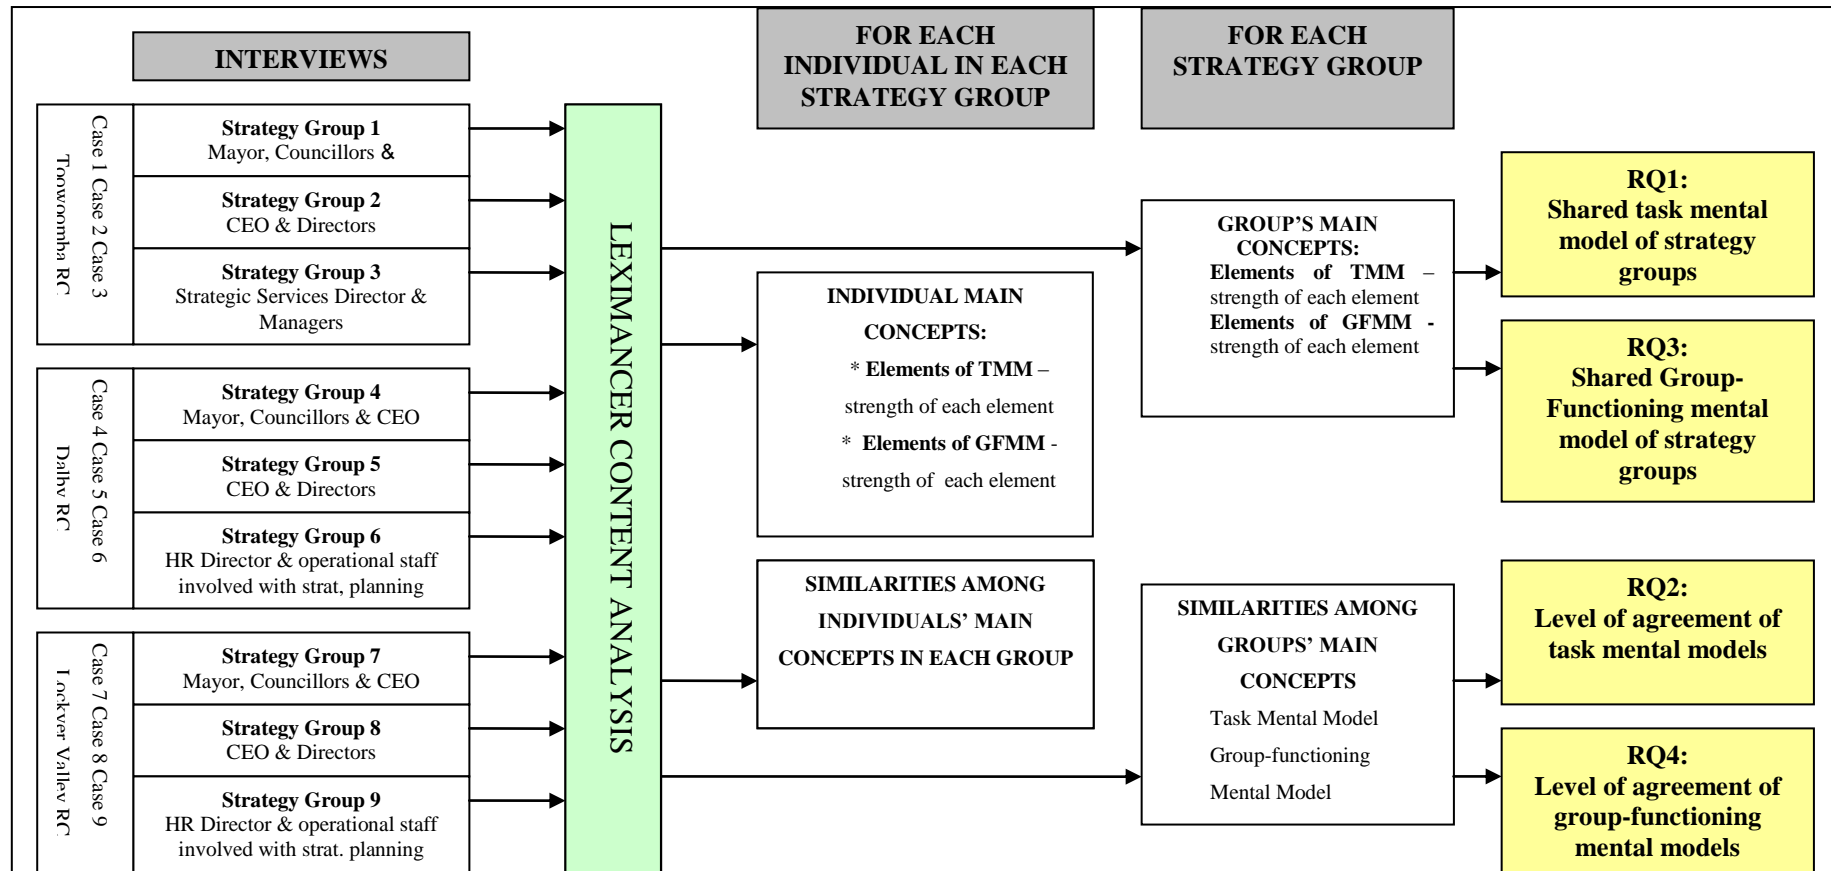 INTERVIEWS
FOR EACH
INDIVIDUAL IN EACH
STRATEGY GROUP
FOR EACH
STRATEGY GROUP
Case 1 Case 2 Case 3
Toowoomba RC
Strategy Group 1
Mayor, Councillors &
Strategy Group 2
CEO & Directors
Strategy Group 3
Strategic Services Director &
Managers
Case 4 Case 5 Case 6
Dalby RC
Strategy Group 4
Mayor, Councillors & CEO
Strategy Group 5
CEO & Directors
Strategy Group 6
HR Director & operational staff
involved with strat, planning
Case 7 Case 8 Case 9
Lockyer Valley RC
Strategy Group 7
Mayor, Councillors & CEO
Strategy Group 8
CEO & Directors
Strategy Group 9
HR Director & operational staff
involved with strat. planning
LEXIMANCER CONTENT ANALYSIS
INDIVIDUAL MAIN
CONCEPTS:
* Elements of TMM –
strength of each element
* Elements of GFMM -
strength of each element
SIMILARITIES AMONG
INDIVIDUALS’ MAIN
CONCEPTS IN EACH GROUP
GROUP’S MAIN
CONCEPTS:
Elements of TMM –
strength of each element
Elements of GFMM -
strength of each element
SIMILARITIES AMONG
GROUPS’ MAIN
CONCEPTS
Task Mental Model
Group-functioning
Mental Model
RQ1:
Shared task mental
model of strategy
groups
RQ3:
Shared Group-
Functioning mental
model of strategy
groups
RQ2:
Level of agreement of
task mental models
RQ4:
Level of agreement of
group-functioning
mental models